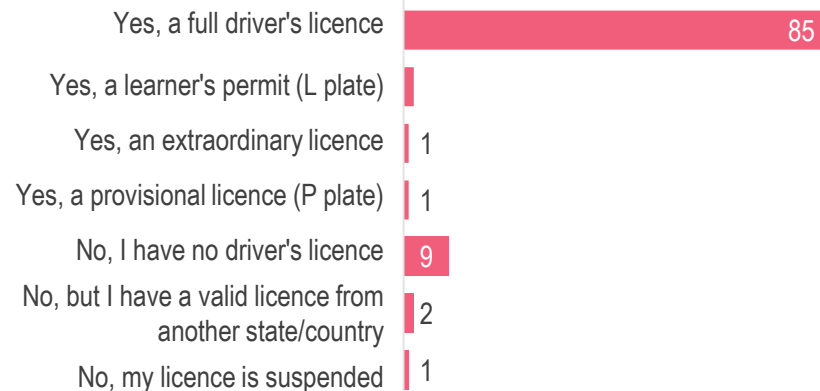 Yes, a full driver's licence 85
Yes, a learner's permit (L plate)
Yes, an extraordinary licence 1
Yes, a provisional licence (P plate) 1
No, I have no driver's licence 9
No, but I have a valid licence from
another state/country 2
No, my licence is suspended 1